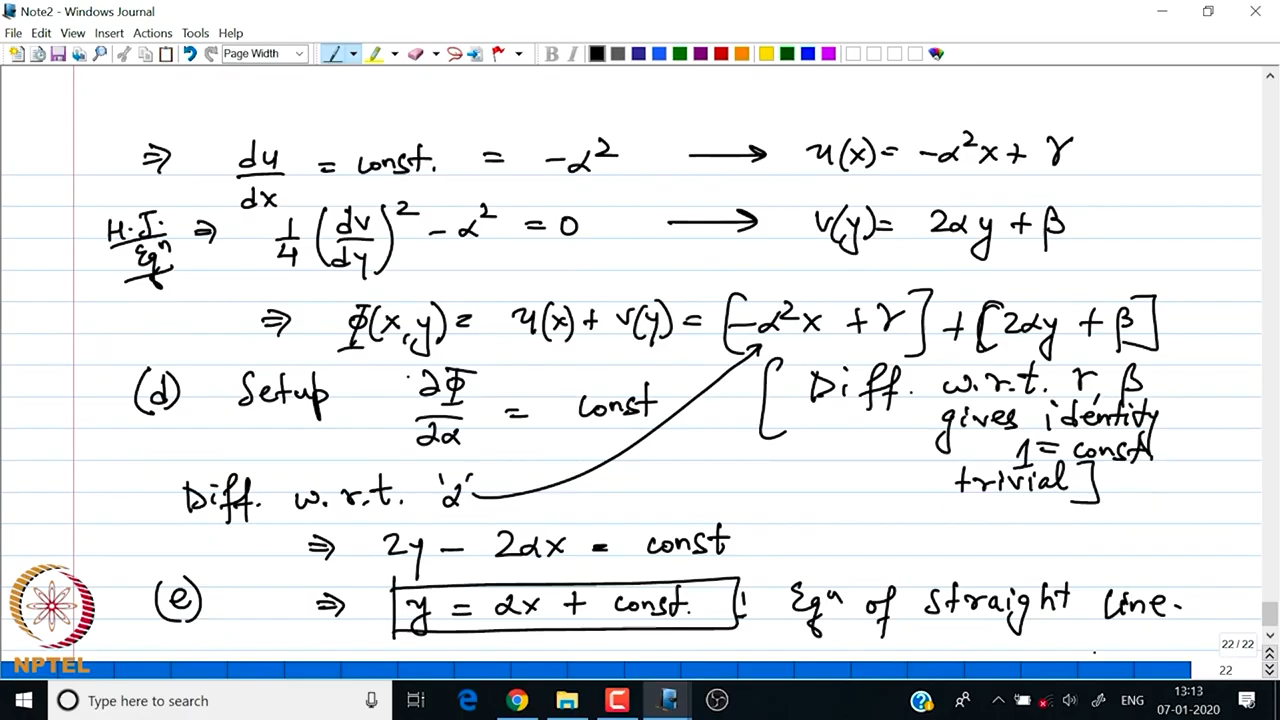 Note2 - Windows Journal
File Edit View Insert Actions Tools Help
Page Width
⇒ du/dx = const. = -α² ⟶ u(x) = -α²x + γ
H.J. Eqⁿ ⇒ 1/4 (dv/dy)² - α² = 0 ⟶ v(y) = 2αy + β
⇒ Φ(x,y) = u(x) + v(y) = [-α²x + γ] + [2αy + β]
(d) Setup ∂Φ/∂α = const [Diff. w.r.t. γ, β
gives identity
1 = const
trivial]
Diff. w.r.t. 'α'
⇒ 2y - 2αx = const
(e) ⇒ y = αx + const. : Eqⁿ of straight line.
NPTEL
22 / 22
22
Type here to search
ENG
13:13
07-01-2020